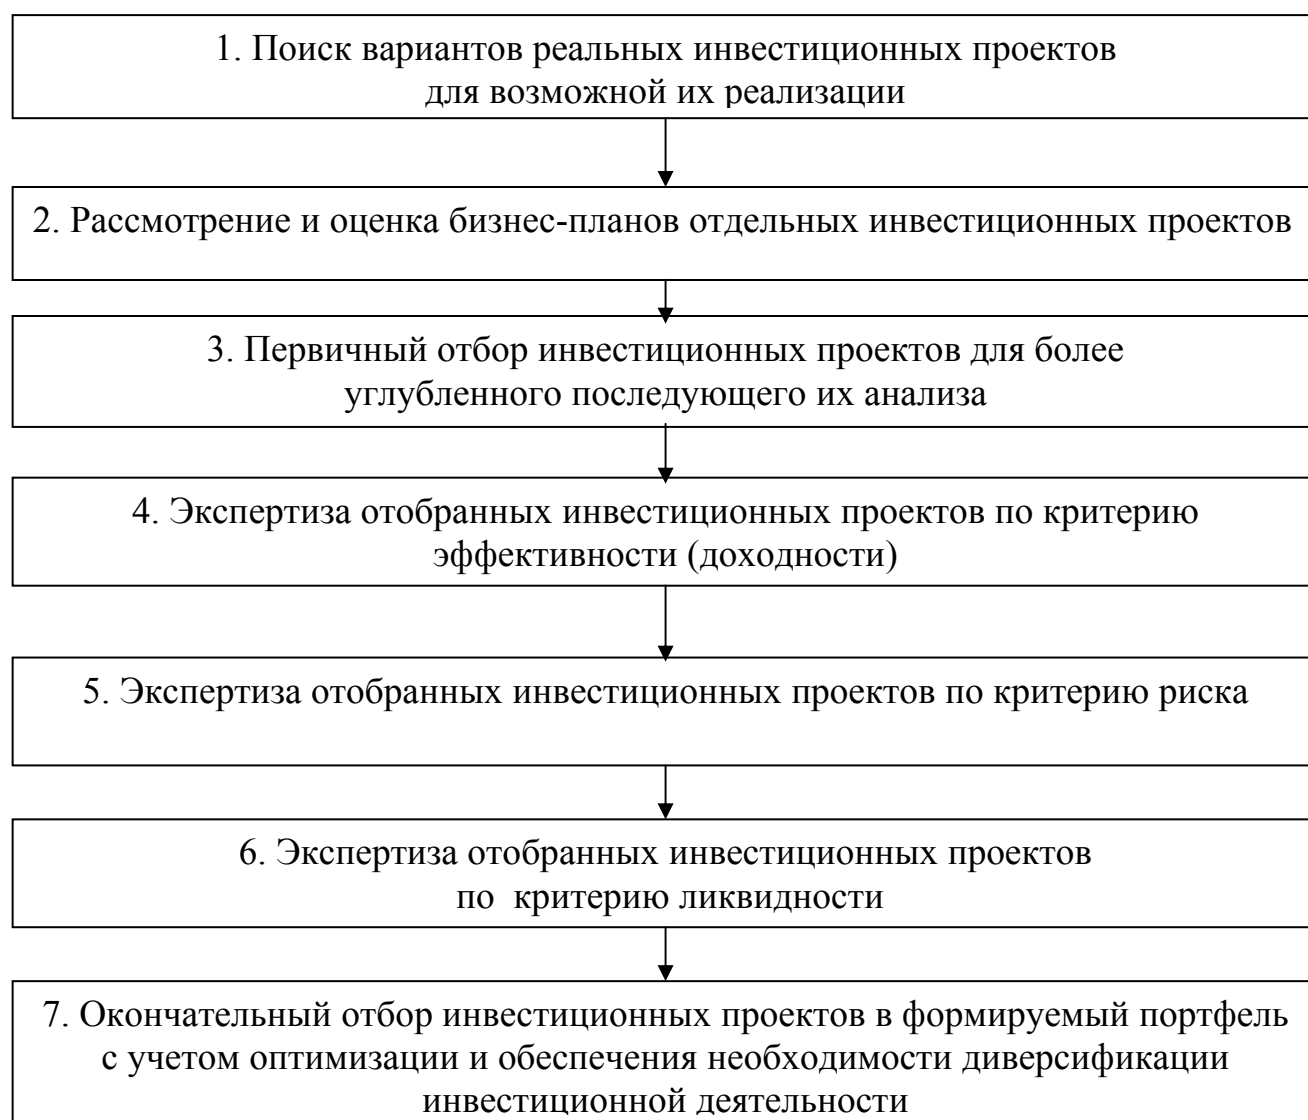 1. Поиск вариантов реальных инвестиционных проектов
для возможной их реализации
2. Рассмотрение и оценка бизнес-планов отдельных инвестиционных проектов
3. Первичный отбор инвестиционных проектов для более
углубленного последующего их анализа
4. Экспертиза отобранных инвестиционных проектов по критерию
эффективности (доходности)
5. Экспертиза отобранных инвестиционных проектов по критерию риска
6. Экспертиза отобранных инвестиционных проектов
по критерию ликвидности
7. Окончательный отбор инвестиционных проектов в формируемый портфель
с учетом оптимизации и обеспечения необходимости диверсификации
инвестиционной деятельности